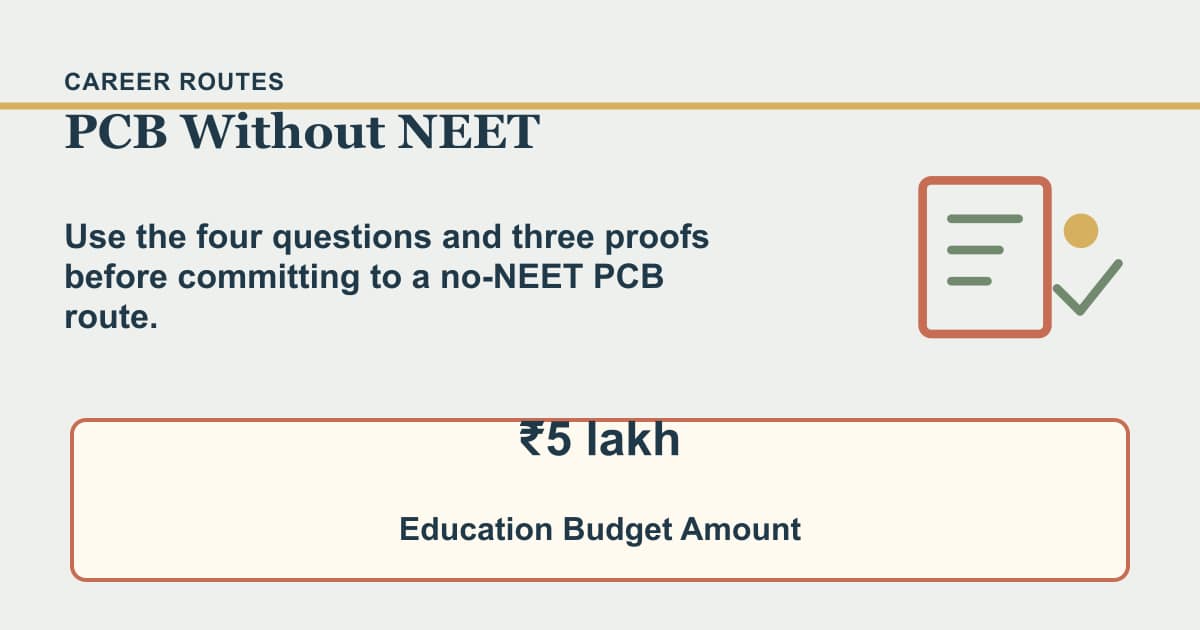 CAREER ROUTES
PCB Without NEET
Use the four questions and three proofs
before committing to a no-NEET PCB
route.
₹5 lakh
Education Budget Amount